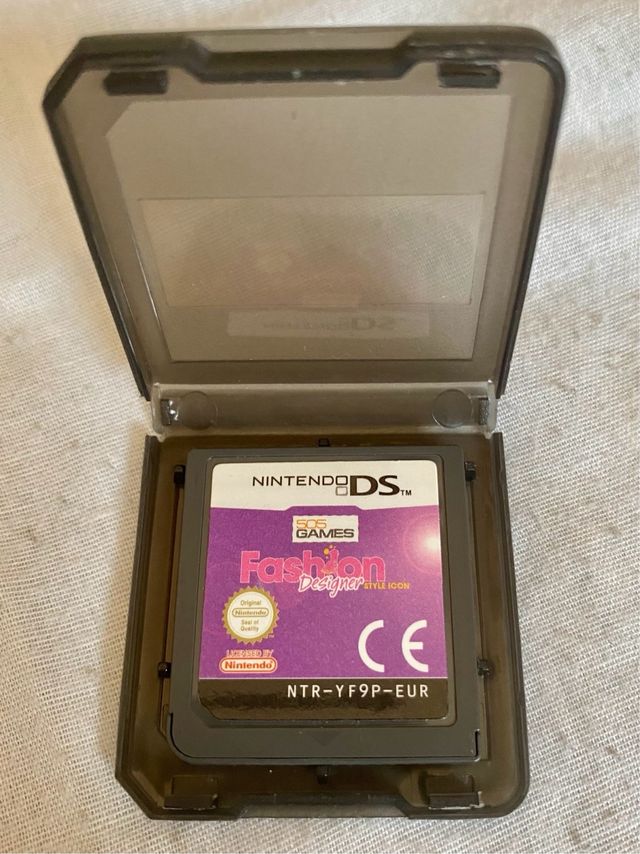 NINTENDO DS™
505
GAMES
Fashion
Designer STYLE ICON
Original
Nintendo
Seal of
Quality
LICENSED BY
Nintendo
CE
NTR-YF9P-EUR